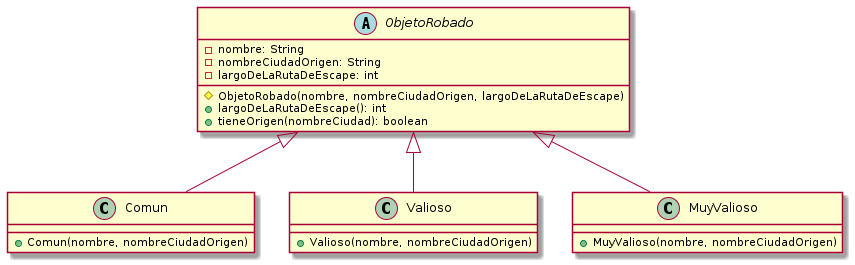 A ObjetoRobado
nombre: String
nombreCiudadOrigen: String
largoDeLaRutaDeEscape: int
ObjetoRobado(nombre, nombreCiudadOrigen, largoDeLaRutaDeEscape)
largoDeLaRutaDeEscape(): int
tieneOrigen(nombreCiudad): boolean
C Comun
Comun(nombre, nombreCiudadOrigen)
C Valioso
Valioso(nombre, nombreCiudadOrigen)
C MuyValioso
MuyValioso(nombre, nombreCiudadOrigen)